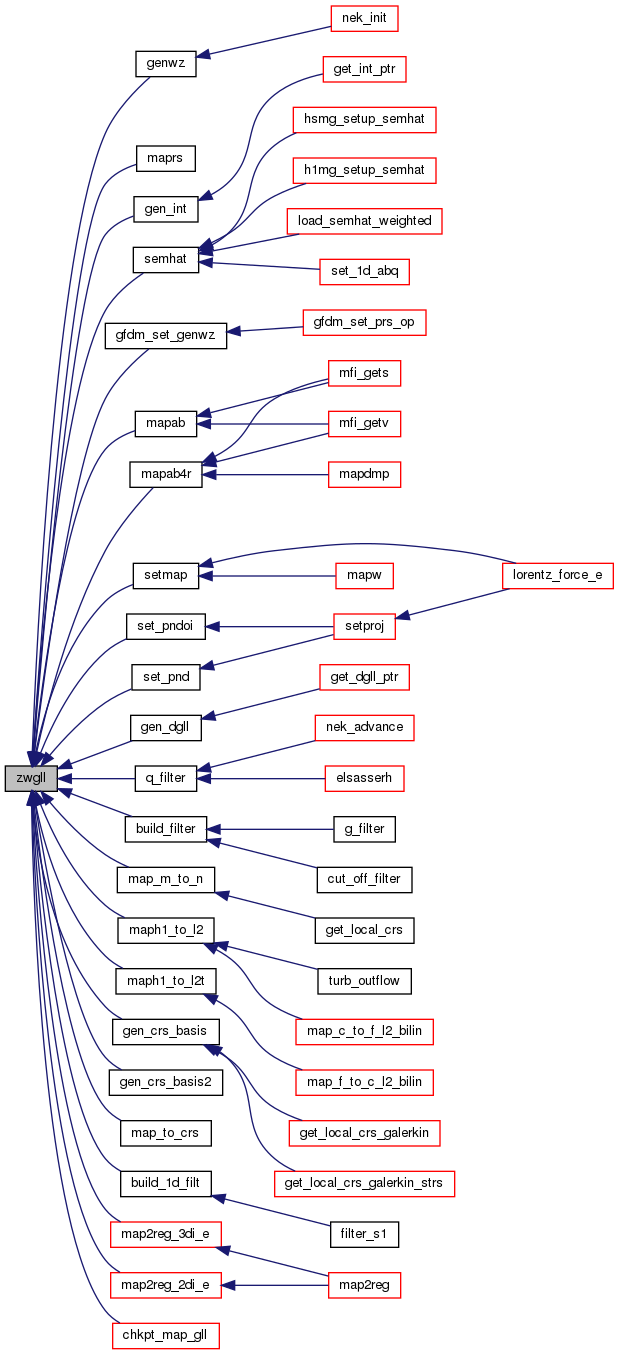 nek_init
genwz
get_int_ptr
hsmg_setup_semhat
maprs
h1mg_setup_semhat
gen_int
load_semhat_weighted
semhat
set_1d_abq
gfdm_set_prs_op
gfdm_set_genwz
mfi_gets
mapab
mfi_getv
mapab4r
mapdmp
setmap
mapw
lorentz_force_e
set_pndoi
setproj
set_pnd
get_dgll_ptr
gen_dgll
nek_advance
zwgll
q_filter
elsasserh
build_filter
g_filter
map_m_to_n
cut_off_filter
maph1_to_l2
get_local_crs
maph1_to_l2t
turb_outflow
gen_crs_basis
map_c_to_f_l2_bilin
gen_crs_basis2
map_f_to_c_l2_bilin
map_to_crs
get_local_crs_galerkin
build_1d_filt
get_local_crs_galerkin_strs
map2reg_3di_e
filter_s1
map2reg_2di_e
map2reg
chkpt_map_gll